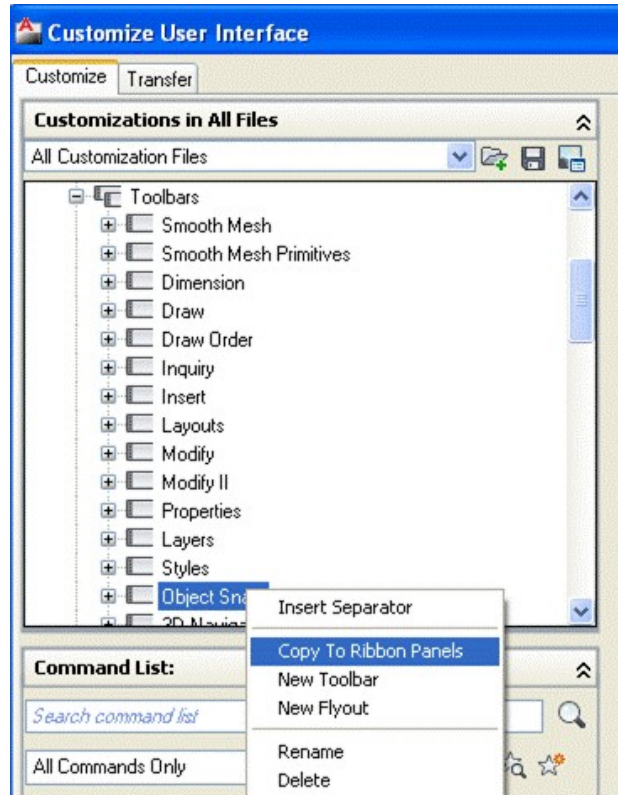 Customize User Interface
Customize Transfer
Customizations in All Files
All Customization Files
Toolbars
Smooth Mesh
Smooth Mesh Primitives
Dimension
Draw
Draw Order
Inquiry
Insert
Layouts
Modify
Modify II
Properties
Layers
Styles
Object Sna
Insert Separator
Copy To Ribbon Panels
New Toolbar
New Flyout
Rename
Delete
Command List:
Search command list
All Commands Only